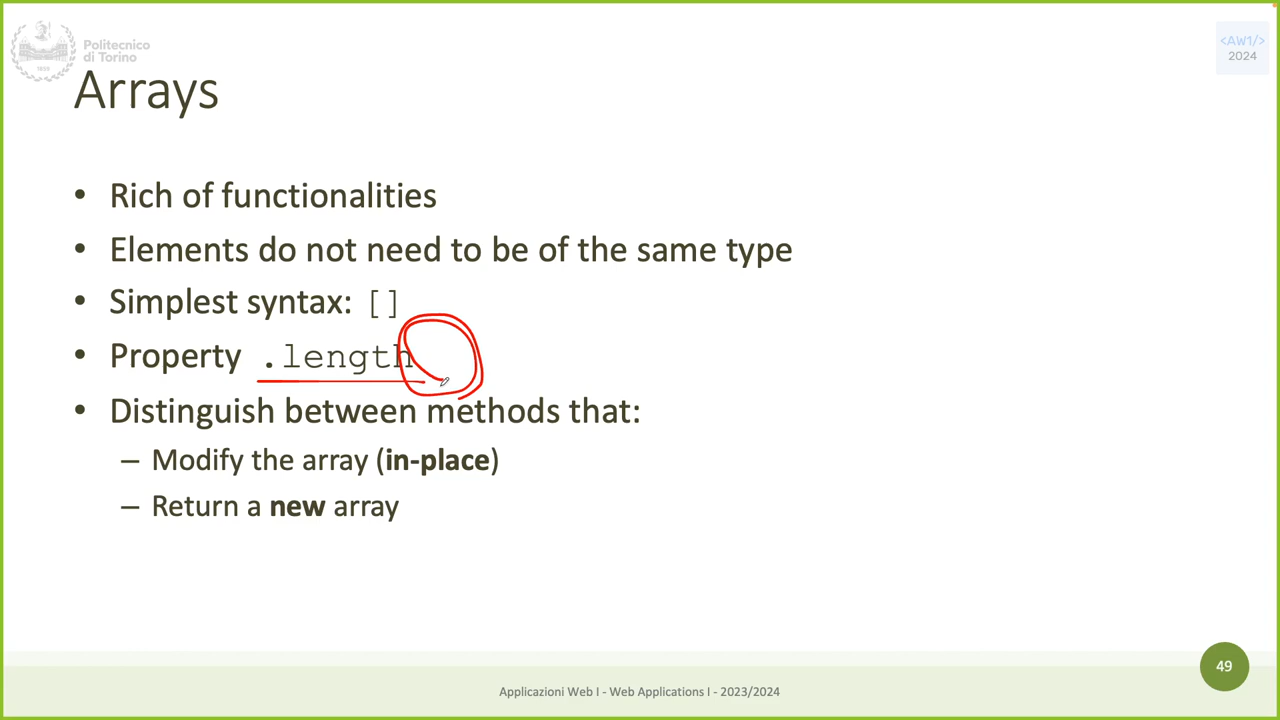 Politecnico
di Torino
1859
<AW1/>
2024
Arrays
• Rich of functionalities
• Elements do not need to be of the same type
• Simplest syntax: []
• Property .length
• Distinguish between methods that:
– Modify the array (in-place)
– Return a new array
49
Applicazioni Web I - Web Applications I - 2023/2024